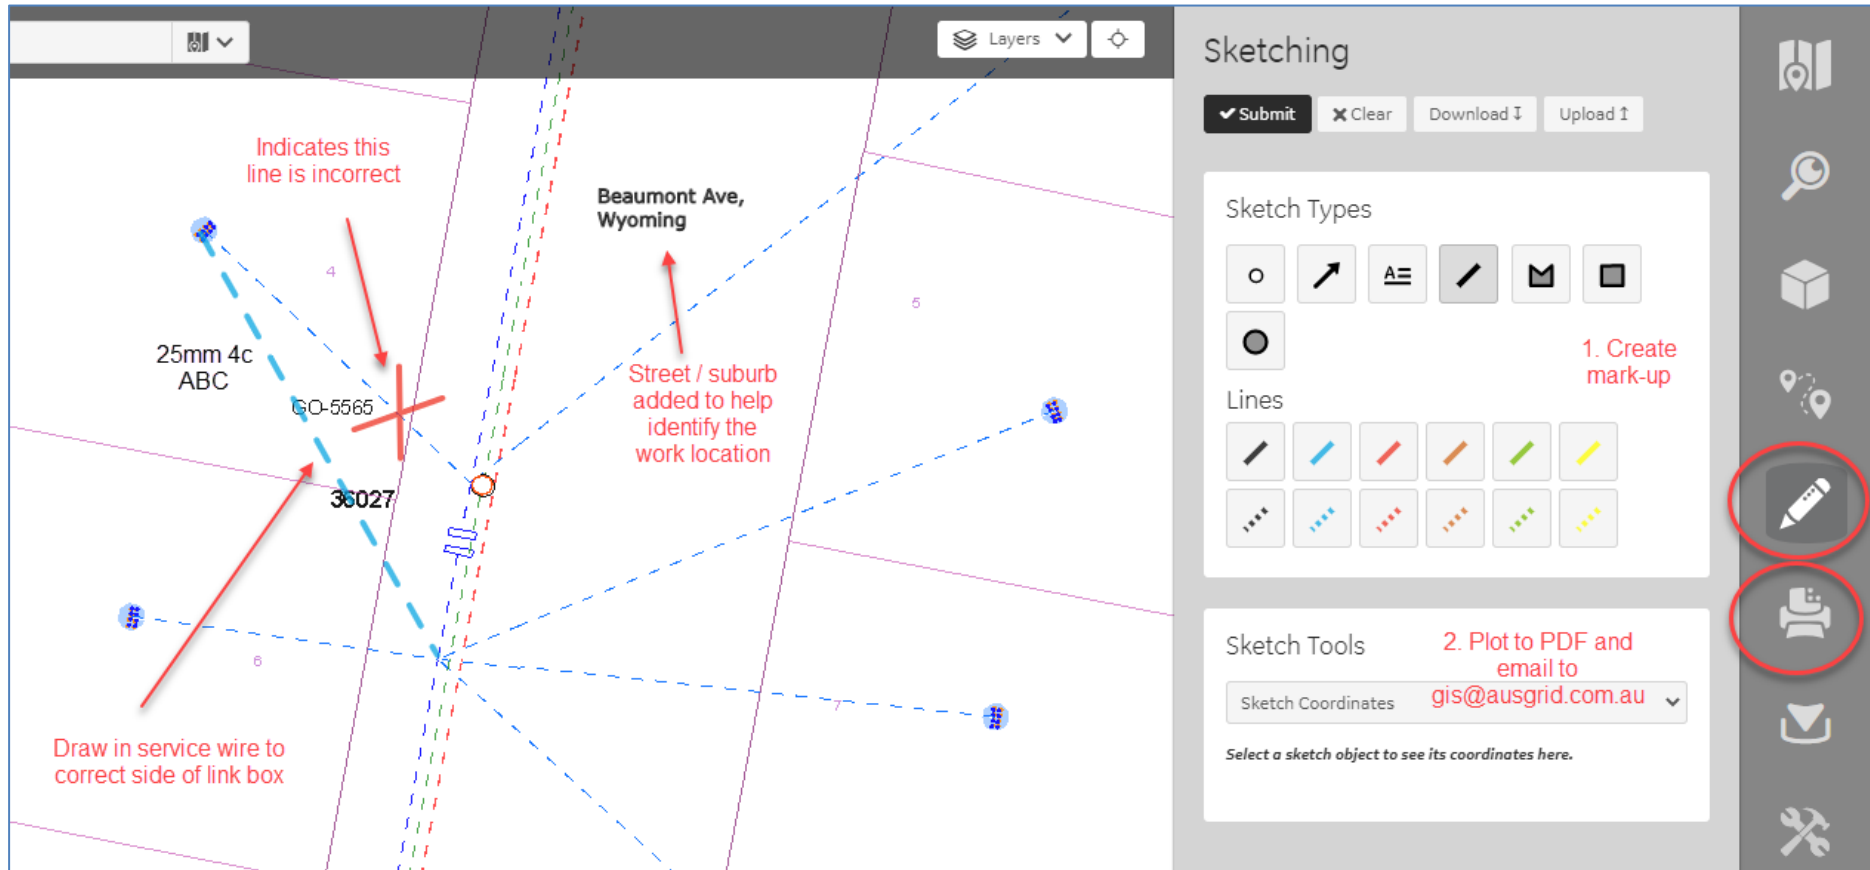 Layers
Sketching
Submit
Clear
Download
Upload
Indicates this
line is incorrect
Beaumont Ave,
Wyoming
Sketch Types
A
4
5
25mm 4c
ABC
GO-5565
Street / suburb
added to help
identify the
work location
1. Create
mark-up
Lines
36027
6
7
Sketch Tools
2. Plot to PDF and
email to
gis@ausgrid.com.au
Sketch Coordinates
Select a sketch object to see its coordinates here.
Draw in service wire to
correct side of link box